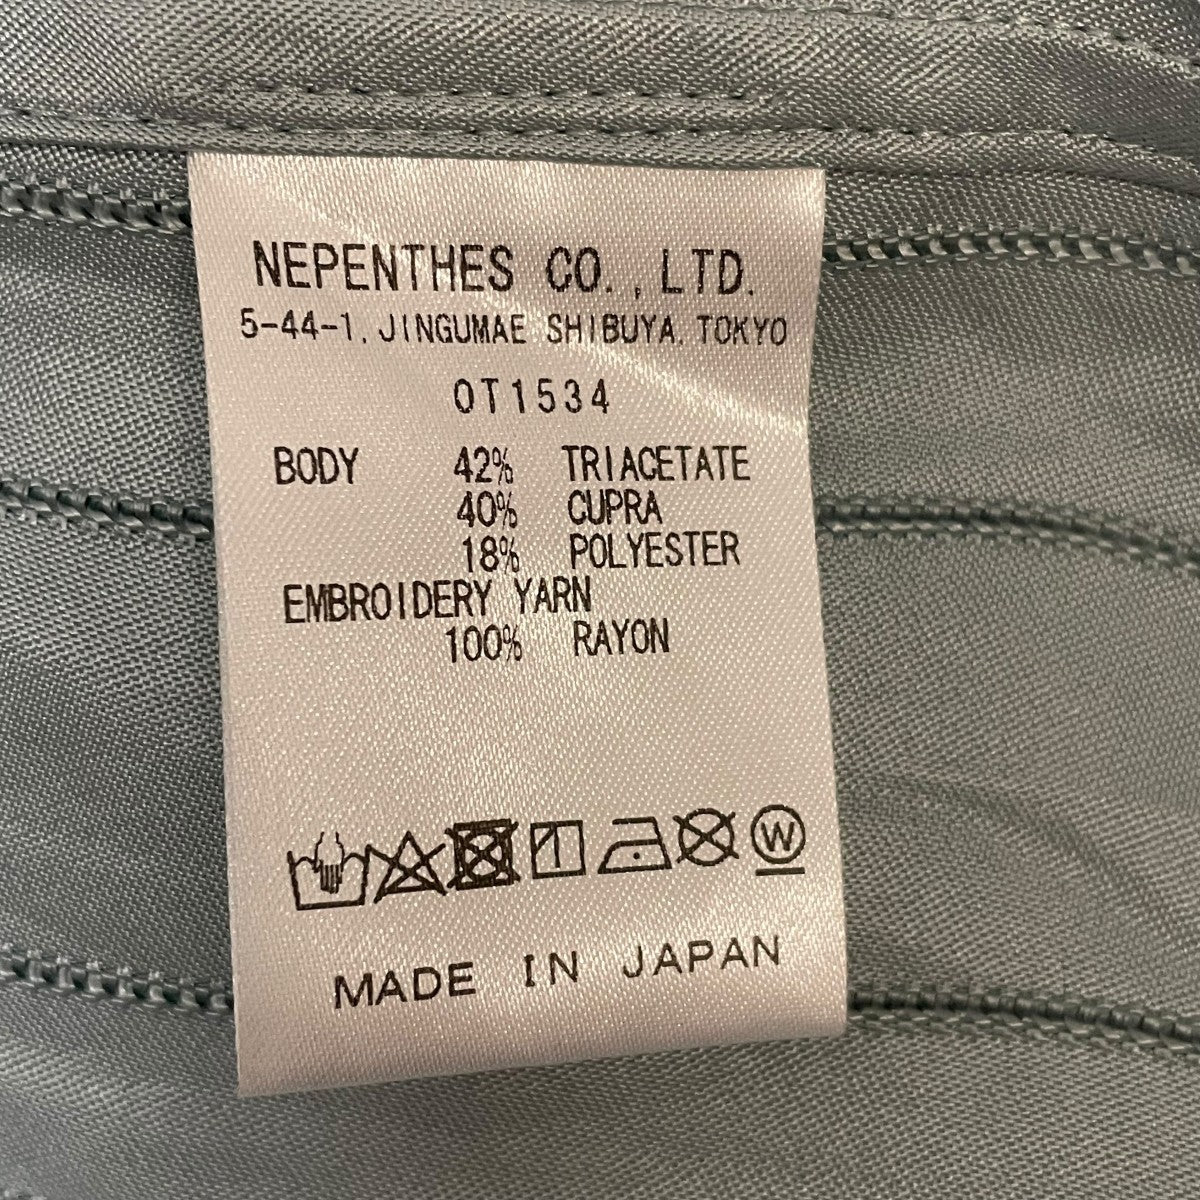 NEPENTHES CO., LTD.
5-44-1, JINGUMAE SHIBUYA, TOKYO
OT1534
BODY 42% TRIACETATE
40% CUPRA
18% POLYESTER
EMBROIDERY YARN
100% RAYON
W
MADE IN JAPAN